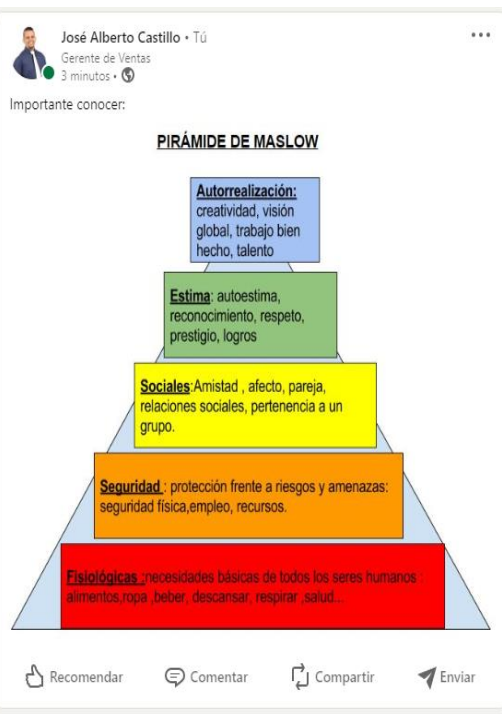 José Alberto Castillo • Tú
Gerente de Ventas
3 minutos •
Importante conocer:
PIRÁMIDE DE MASLOW
Autorrealización:
creatividad, visión
global, trabajo bien
hecho, talento
Estima: autoestima,
reconocimiento, respeto,
prestigio, logros
Sociales:Amistad , afecto, pareja,
relaciones sociales, pertenencia a un
grupo.
Seguridad : protección frente a riesgos y amenazas:
seguridad física,empleo, recursos.
Fisiológicas :necesidades básicas de todos los seres humanos :
alimentos,ropa ,beber, descansar, respirar ,salud...
Recomendar Comentar Compartir Enviar